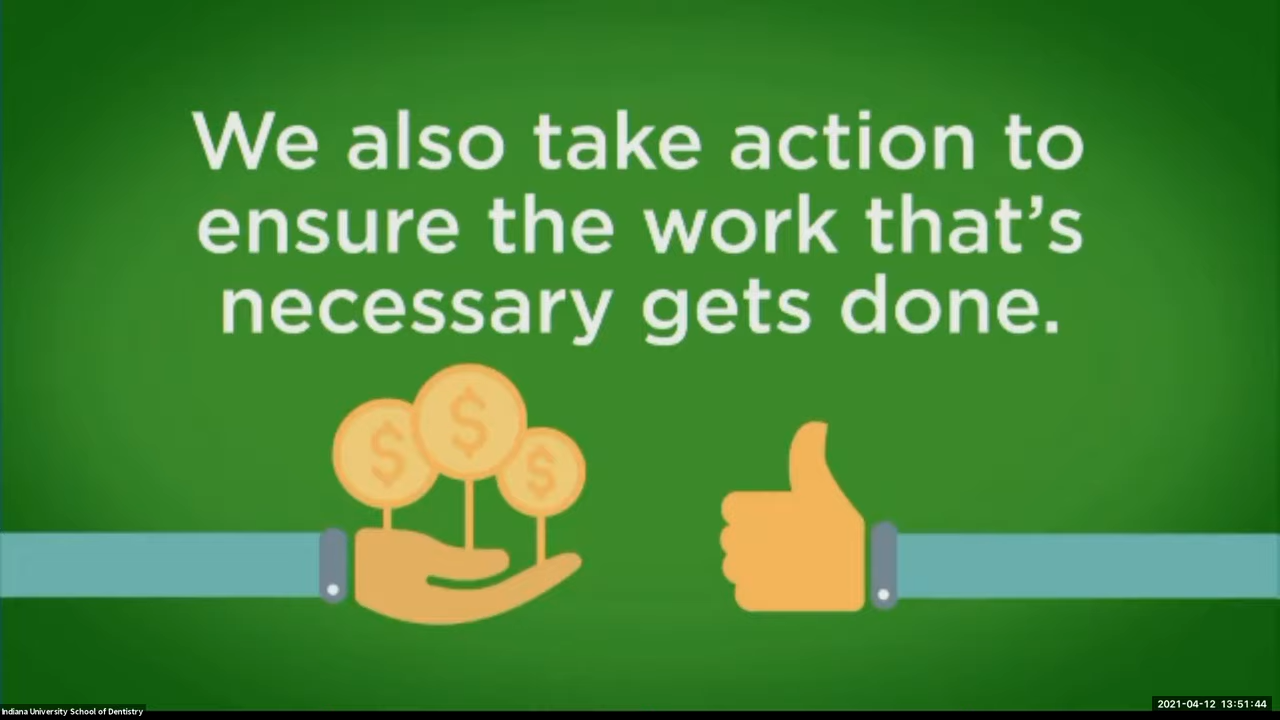 We also take action to
ensure the work that’s
necessary gets done.
$ $ $
Indiana University School of Dentistry
2021-04-12 13:51:44